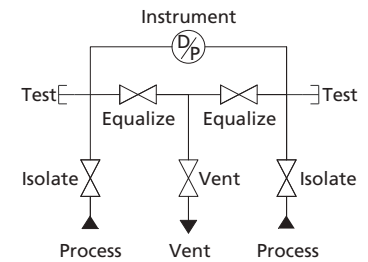 Instrument
D/P
Test
Test
Equalize
Equalize
Isolate
Vent
Isolate
Process
Vent
Process